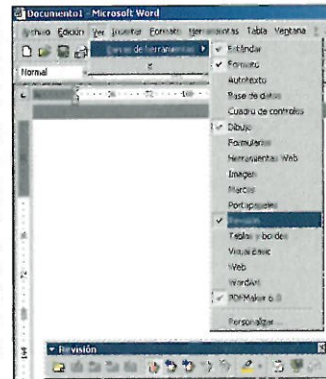 Documento1 - Microsoft Word
Archivo Edición Ver Insertar Formato Herramientas Tabla Ventana
Barras de herramientas
Normal
Estándar
Formato
Autotexto
Base de datos
Cuadro de controles
Dibujo
Formularios
Herramientas Web
Imagen
Marcos
Portapapeles
Revisión
Tablas y bordes
Visual Basic
Web
WordArt
PDFMaker 6.0
Personalizar...
Revisión